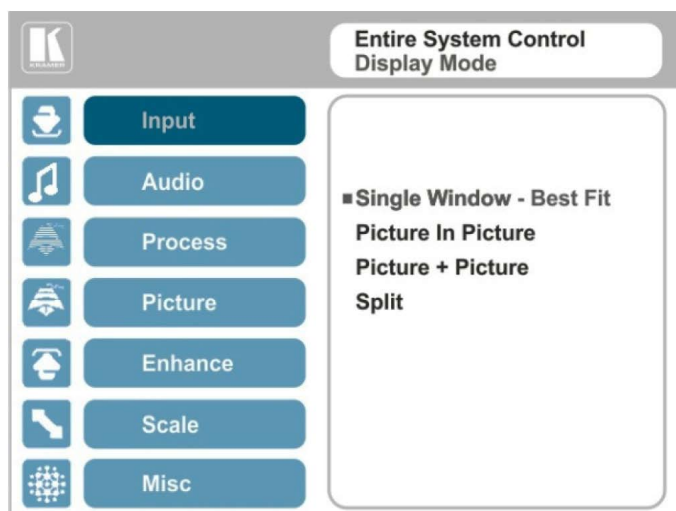 KRAMER
Entire System Control
Display Mode
Input
Audio
Process
Picture
Enhance
Scale
Misc
Single Window - Best Fit
Picture In Picture
Picture + Picture
Split